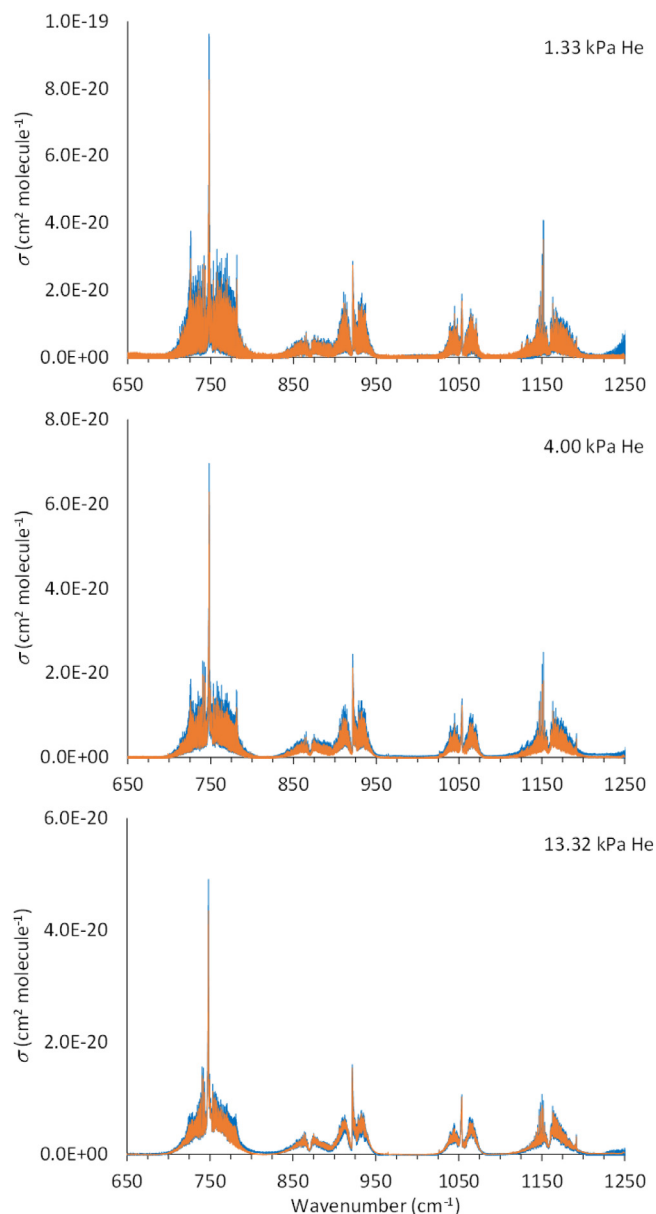 1.33 kPa He
1.0E-19
8.0E-20
6.0E-20
4.0E-20
2.0E-20
0.0E+00
σ (cm² molecule⁻¹)
650 750 850 950 1050 1150 1250
4.00 kPa He
8.0E-20
6.0E-20
4.0E-20
2.0E-20
0.0E+00
σ (cm² molecule⁻¹)
650 750 850 950 1050 1150 1250
13.32 kPa He
6.0E-20
4.0E-20
2.0E-20
0.0E+00
σ (cm² molecule⁻¹)
650 750 850 950 1050 1150 1250
Wavenumber (cm⁻¹)